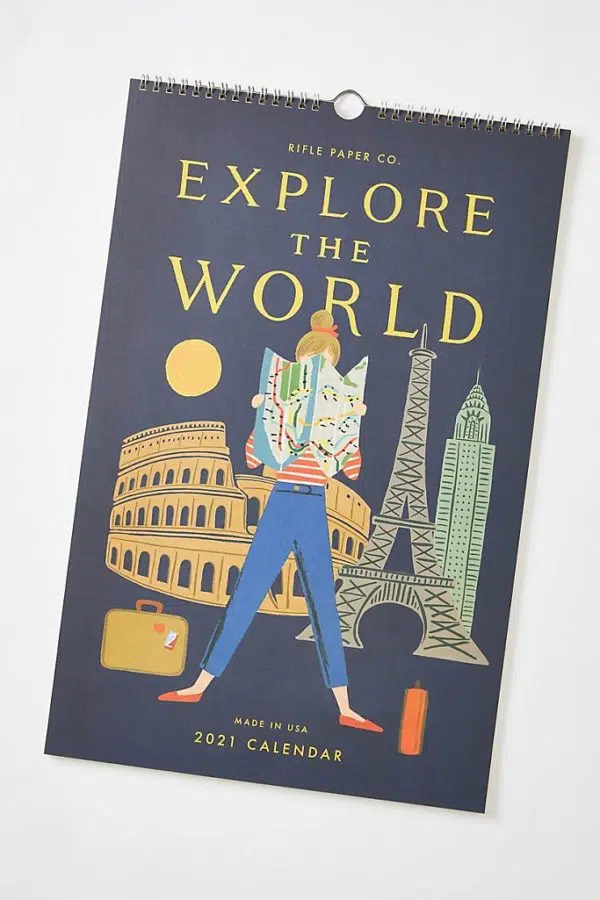 RIFLE PAPER CO.
EXPLORE
THE
WORLD
MADE IN USA
2021 CALENDAR